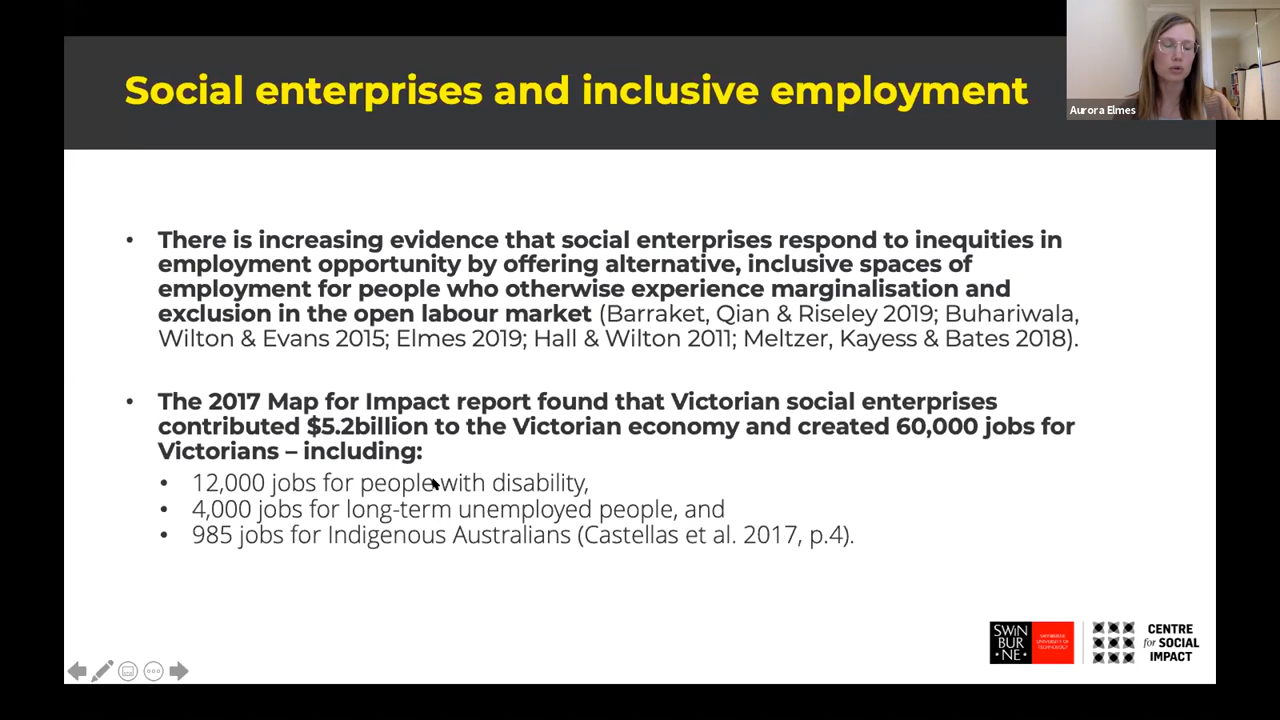 Social enterprises and inclusive employment
Aurora Elmes
• There is increasing evidence that social enterprises respond to inequities in
employment opportunity by offering alternative, inclusive spaces of
employment for people who otherwise experience marginalisation and
exclusion in the open labour market (Barraket, Qian & Riseley 2019; Buhariwala,
Wilton & Evans 2015; Elmes 2019; Hall & Wilton 2011; Meltzer, Kayess & Bates 2018).
• The 2017 Map for Impact report found that Victorian social enterprises
contributed $5.2billion to the Victorian economy and created 60,000 jobs for
Victorians – including:
• 12,000 jobs for people with disability,
• 4,000 jobs for long-term unemployed people, and
• 985 jobs for Indigenous Australians (Castellas et al. 2017, p.4).
SWIN
BUR
• NE •
SWINBURNE
UNIVERSITY OF
TECHNOLOGY
CENTRE
for SOCIAL
IMPACT